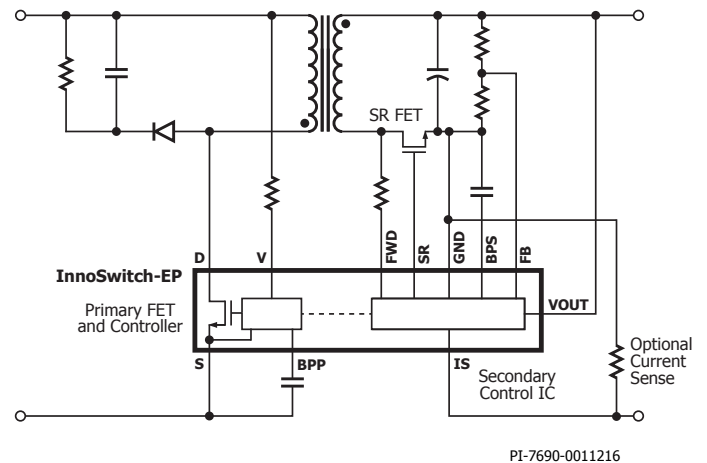 SR FET
D
V
FWD
SR
GND
BPS
FB
InnoSwitch-EP
VOUT
Primary FET
and Controller
S
BPP
IS
Secondary
Control IC
Optional
Current
Sense
PI-7690-0011216